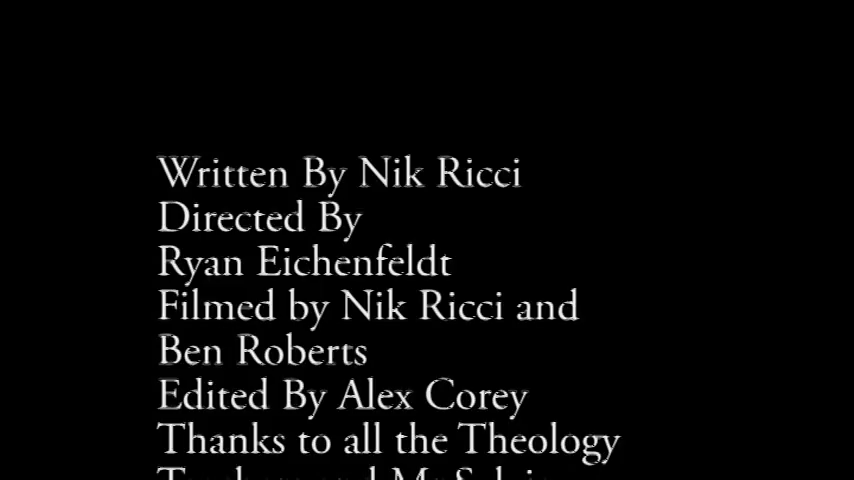 Written By Nik Ricci
Directed By
Ryan Eichenfeldt
Filmed by Nik Ricci and
Ben Roberts
Edited By Alex Corey
Thanks to all the Theology